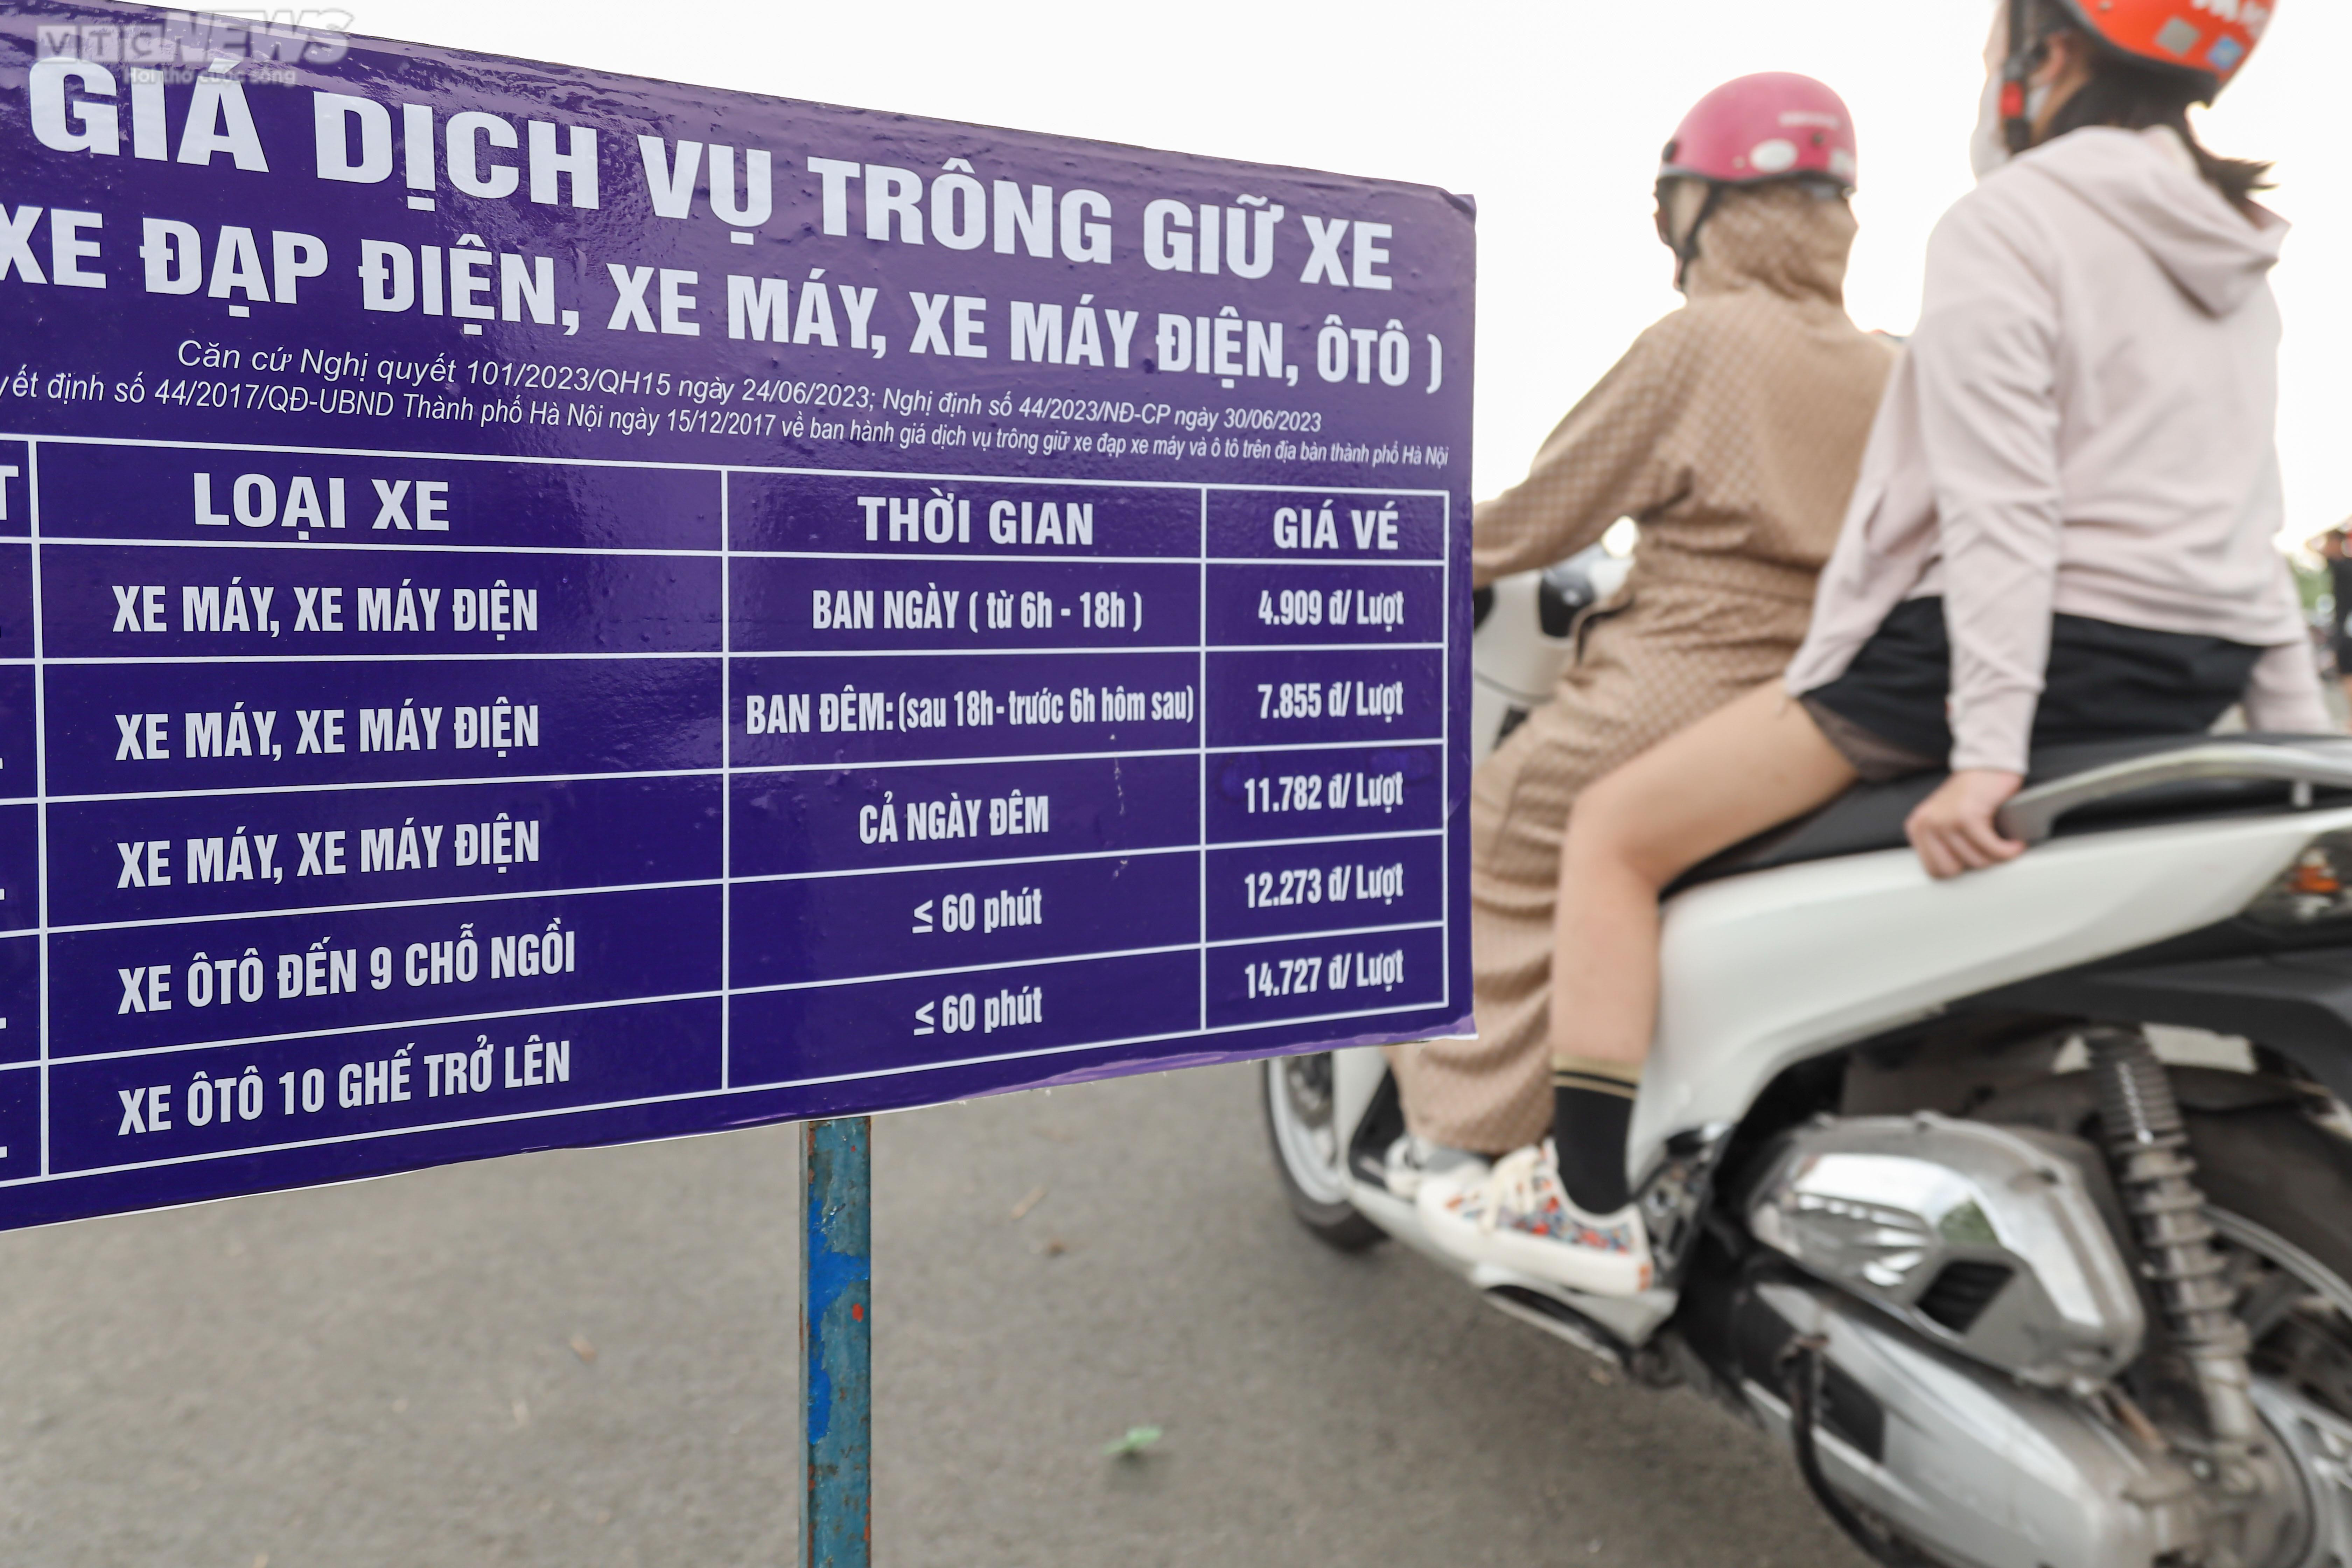 VTC NEWS
Hơi thở cuộc sống
GIÁ DỊCH VỤ TRÔNG GIỮ XE
XE ĐẠP ĐIỆN, XE MÁY, XE MÁY ĐIỆN, ÔTÔ )
Căn cứ Nghị quyết 101/2023/QH15 ngày 24/06/2023; Nghị định số 44/2023/NĐ-CP ngày 30/06/2023
yết định số 44/2017/QĐ-UBND Thành phố Hà Nội ngày 15/12/2017 về ban hành giá dịch vụ trông giữ xe đạp xe máy và ô tô trên địa bàn thành phố Hà Nội
T LOẠI XE THỜI GIAN GIÁ VÉ
XE MÁY, XE MÁY ĐIỆN BAN NGÀY ( từ 6h - 18h ) 4.909 đ/ Lượt
XE MÁY, XE MÁY ĐIỆN BAN ĐÊM: (sau 18h - trước 6h hôm sau) 7.855 đ/ Lượt
XE MÁY, XE MÁY ĐIỆN CẢ NGÀY ĐÊM 11.782 đ/ Lượt
XE ÔTÔ ĐẾN 9 CHỖ NGỒI ≤ 60 phút 12.273 đ/ Lượt
XE ÔTÔ 10 GHẾ TRỞ LÊN ≤ 60 phút 14.727 đ/ Lượt